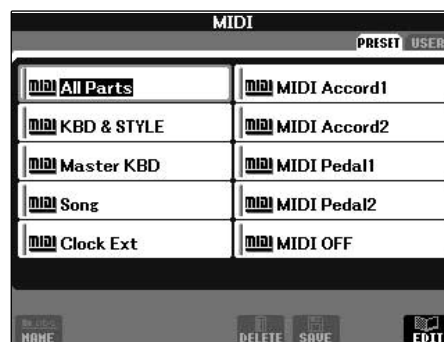 MIDI
PRESET USER
MIDI All Parts
MIDI MIDI Accord1
MIDI KBD & STYLE
MIDI MIDI Accord2
MIDI Master KBD
MIDI MIDI Pedal1
MIDI Song
MIDI MIDI Pedal2
MIDI Clock Ext
MIDI MIDI OFF
NAME DELETE SAVE EDIT